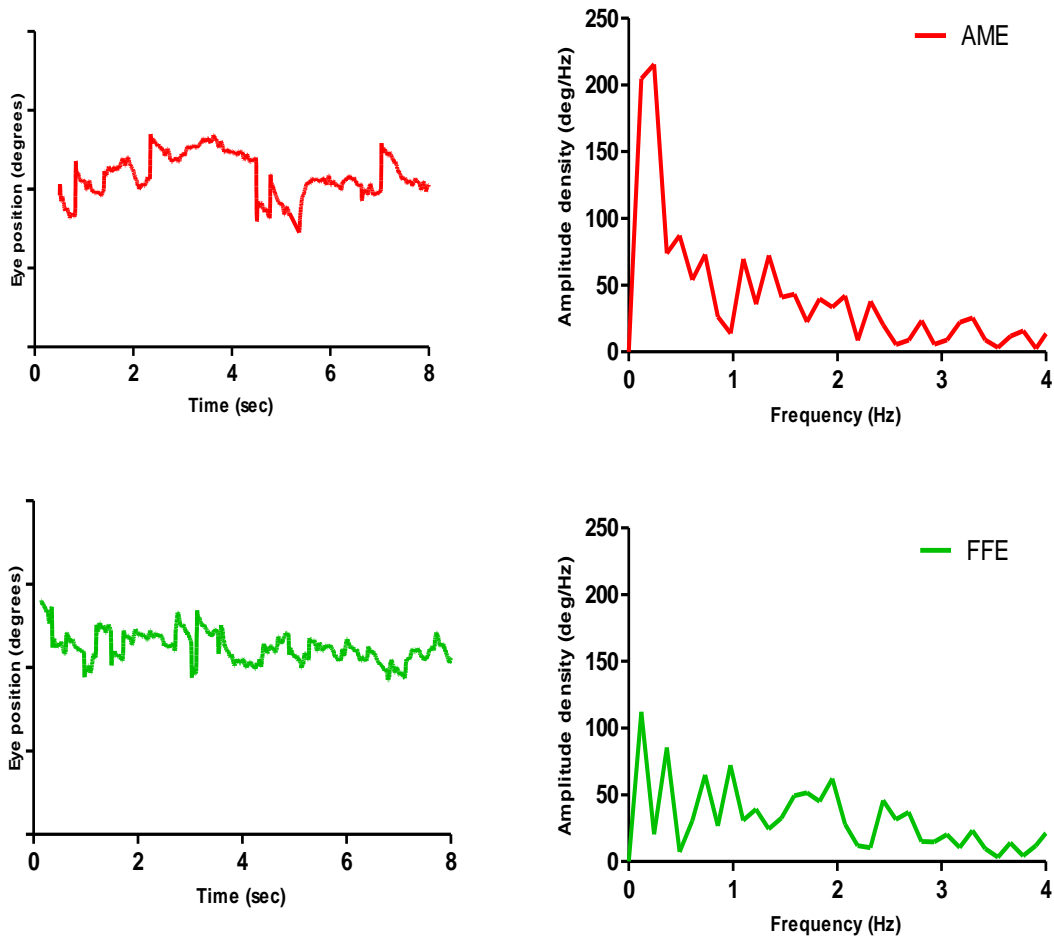 Eye position (degrees)
0 2 4 6 8
Time (sec)
250
200
150
100
50
0
Amplitude density (deg/Hz)
AME
0 1 2 3 4
Frequency (Hz)
Eye position (degrees)
0 2 4 6 8
Time (sec)
250
200
150
100
50
0
Amplitude density (deg/Hz)
FFE
0 1 2 3 4
Frequency (Hz)